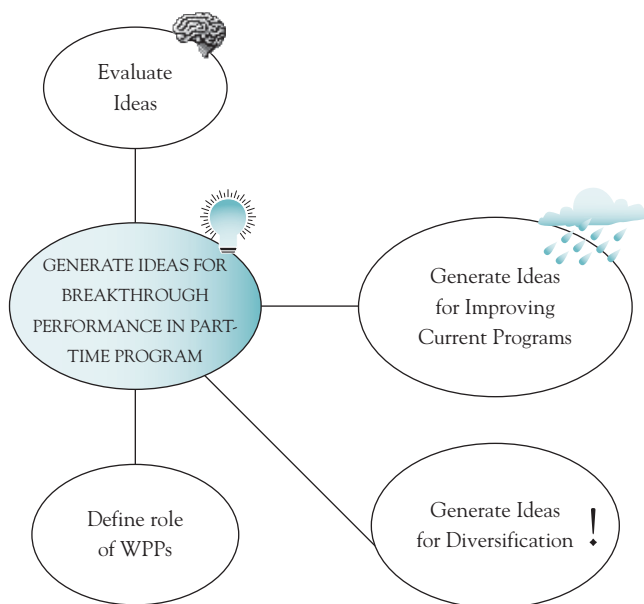 Evaluate
Ideas
GENERATE IDEAS FOR
BREAKTHROUGH
PERFORMANCE IN PART-
TIME PROGRAM
Generate Ideas
for Improving
Current Programs
Define role
of WPPs
Generate Ideas
for Diversification !